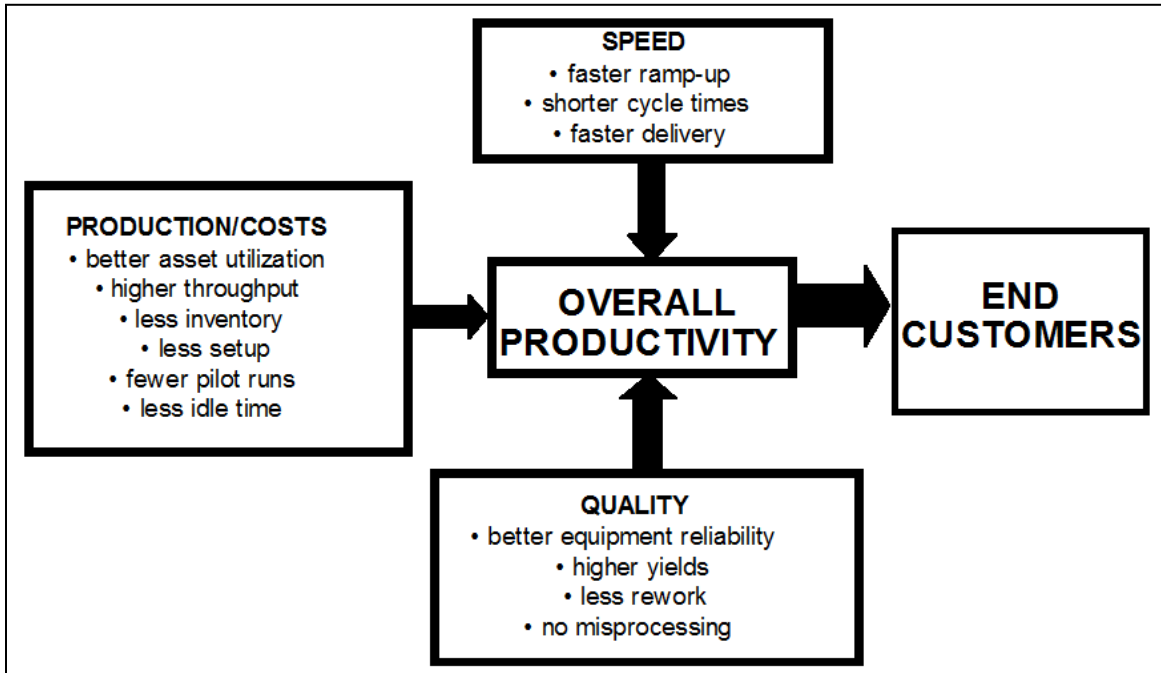 SPEED
• faster ramp-up
• shorter cycle times
• faster delivery
PRODUCTION/COSTS
• better asset utilization
• higher throughput
• less inventory
• less setup
• fewer pilot runs
• less idle time
OVERALL
PRODUCTIVITY
END
CUSTOMERS
QUALITY
• better equipment reliability
• higher yields
• less rework
• no misprocessing